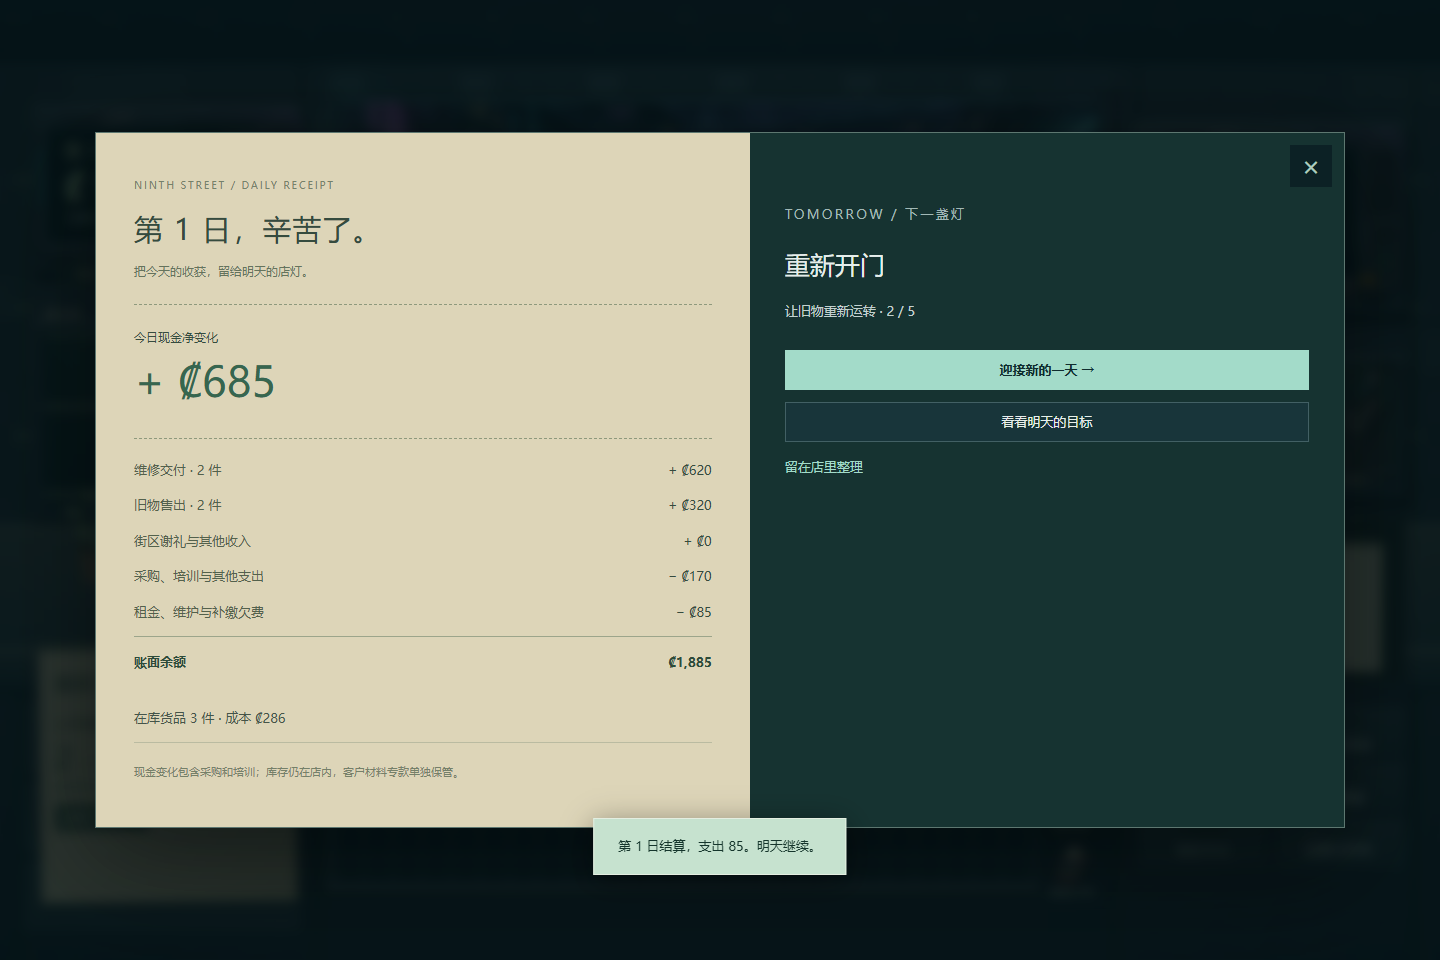 NINTH STREET / DAILY RECEIPT
第 1 日，辛苦了。
把今天的收获，留给明天的店灯。
今日现金净变化
+ ₡685
维修交付 · 2 件 + ₡620
旧物售出 · 2 件 + ₡320
街区谢礼与其他收入 + ₡0
采购、培训与其他支出 − ₡170
租金、维护与补缴欠费 − ₡85
账面余额 ₡1,885
在库货品 3 件 · 成本 ₡286
现金变化包含采购和培训；库存仍在店内，客户材料专款单独保管。
×
TOMORROW / 下一盏灯
重新开门
让旧物重新运转 · 2 / 5
迎接新的一天 →
看看明天的目标
留在店里整理
第 1 日结算，支出 85。明天继续。